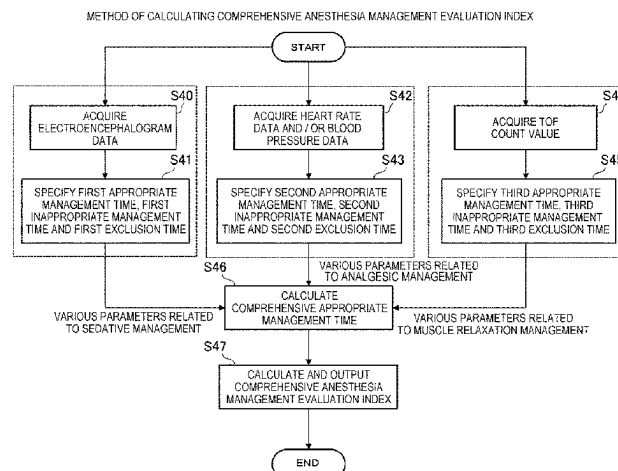 METHOD OF CALCULATING COMPREHENSIVE ANESTHESIA MANAGEMENT EVALUATION INDEX
START
S40
ACQUIRE
ELECTROENCEPHALOGRAM
DATA
S41
SPECIFY FIRST APPROPRIATE
MANAGEMENT TIME, FIRST
INAPPROPRIATE MANAGEMENT
TIME AND FIRST EXCLUSION TIME
S42
ACQUIRE HEART RATE
DATA AND / OR BLOOD
PRESSURE DATA
S43
SPECIFY SECOND APPROPRIATE
MANAGEMENT TIME, SECOND
INAPPROPRIATE MANAGEMENT
TIME AND SECOND EXCLUSION TIME
ACQUIRE TOF
COUNT VALUE
SPECIFY THIRD APPROPRIATE
MANAGEMENT TIME, THIRD
INAPPROPRIATE MANAGEMENT
TIME AND THIRD EXCLUSION TIME
VARIOUS PARAMETERS RELATED
TO ANALGESIC MANAGEMENT
S46
CALCULATE
COMPREHENSIVE APPROPRIATE
MANAGEMENT TIME
VARIOUS PARAMETERS RELATED
TO SEDATIVE MANAGEMENT
VARIOUS PARAMETERS RELATED
TO MUSCLE RELAXATION MANAGEMENT
S47
CALCULATE AND OUTPUT
COMPREHENSIVE ANESTHESIA
MANAGEMENT EVALUATION INDEX
END